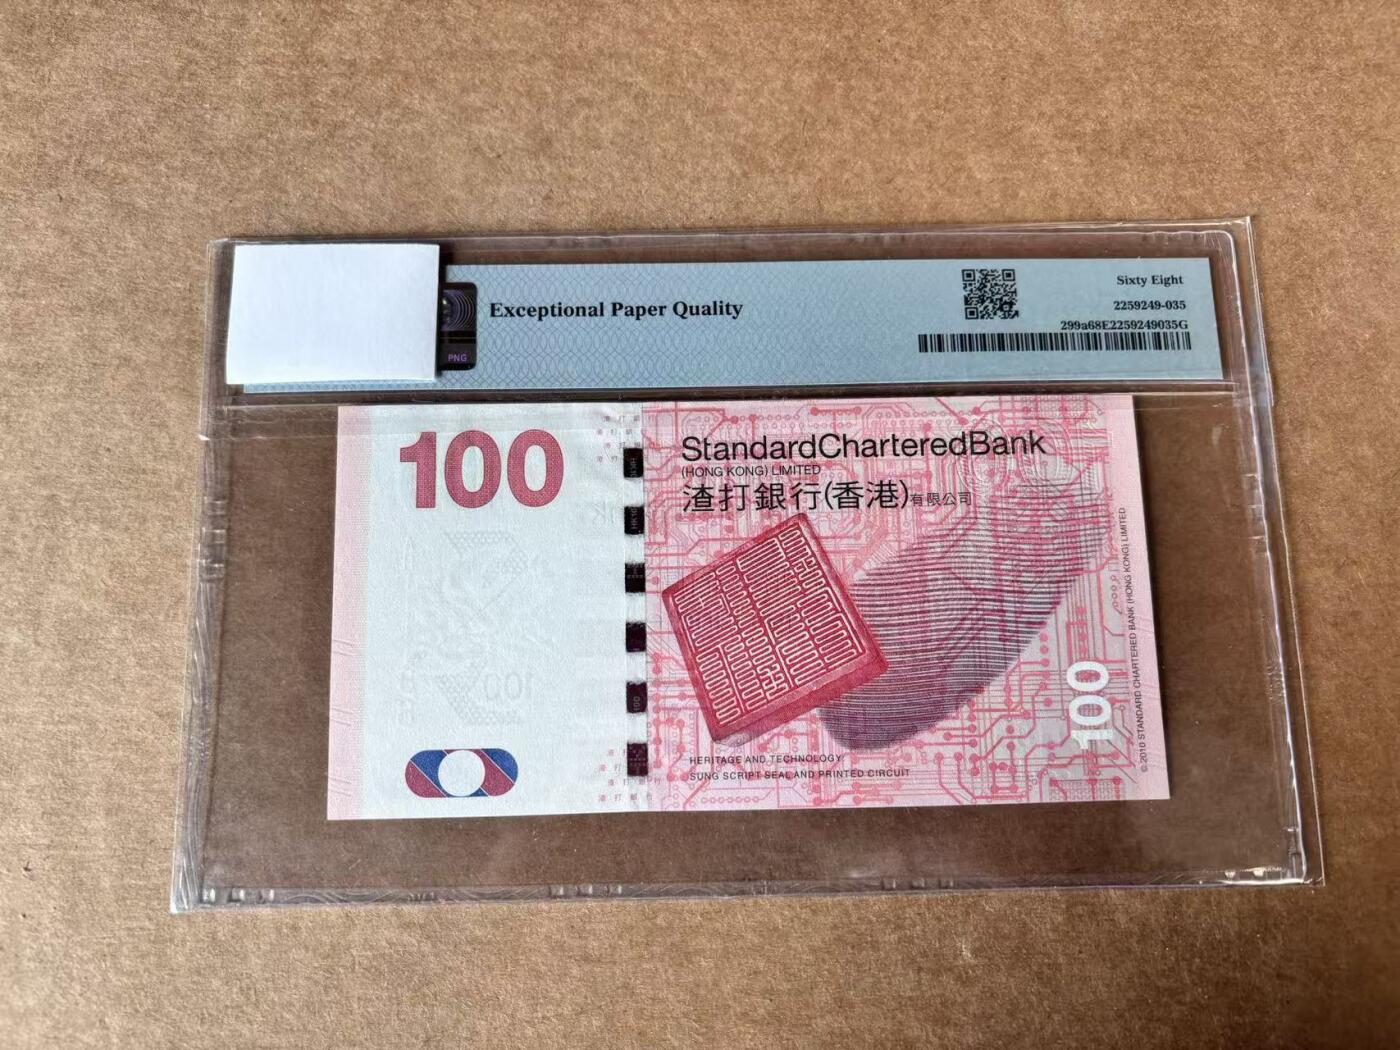 PNG
Exceptional Paper Quality
Sixty Eight
2259249-035
299a68E2259249035G
100
StandardCharteredBank
(HONG KONG) LIMITED
渣打銀行(香港)有限公司
HERITAGE AND TECHNOLOGY:
SUNG SCRIPT SEAL AND PRINTED CIRCUIT
100
© 2010 STANDARD CHARTERED BANK (HONG KONG) LIMITED